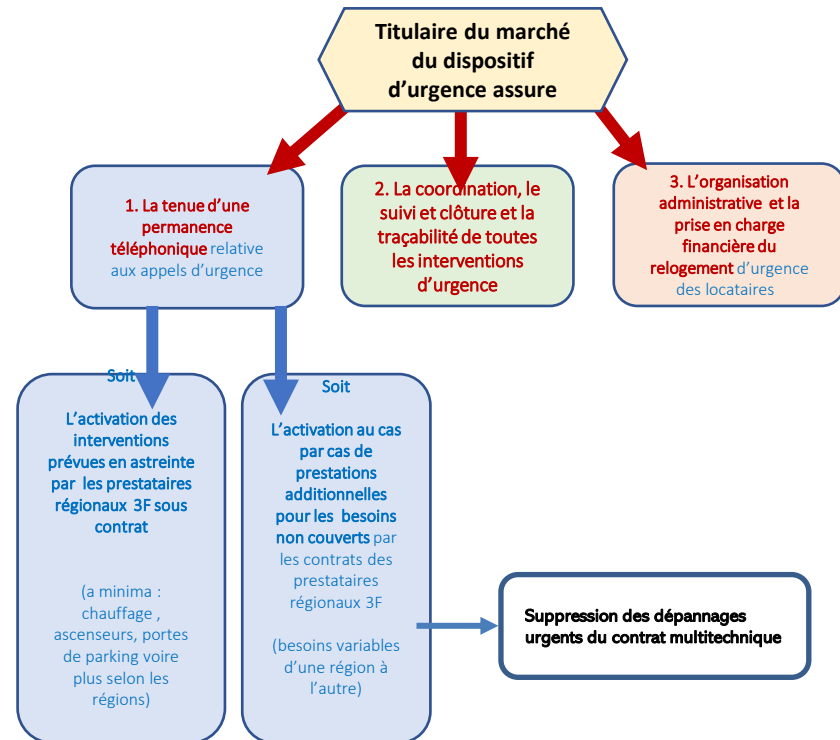 Titulaire du marché
du dispositif
d'urgence assure
1. La tenue d'une
permanence
téléphonique relative
aux appels d'urgence
2. La coordination, le
suivi et clôture et la
traçabilité de toutes
les interventions
d'urgence
3. L'organisation
administrative et la
prise en charge
financière du
relogement d'urgence
des locataires
Soit
L'activation des
interventions
prévues en astreinte
par les prestataires
régionaux 3F sous
contrat
(a minima :
chauffage ,
ascenseurs, portes
de parking voire
plus selon les
régions)
Soit
L'activation au cas
par cas de
prestations
additionnelles
pour les besoins
non couverts par
les contrats des
prestataires
régionaux 3F
(besoins variables
d'une région à
l'autre)
Suppression des dépannages
urgents du contrat multitechnique